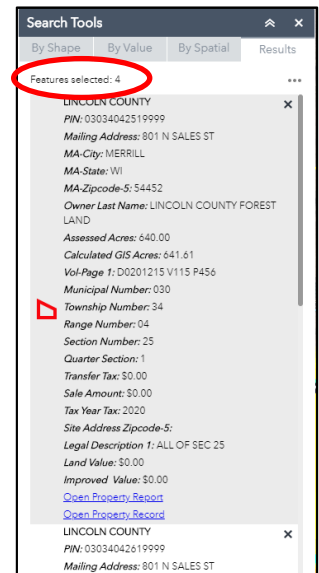 Search Tools
By Shape By Value By Spatial Results
Features selected: 4
LINCOLN COUNTY
PIN: 03034042519999
Mailing Address: 801 N SALES ST
MA-City: MERRILL
MA-State: WI
MA-Zipcode-5: 54452
Owner Last Name: LINCOLN COUNTY FOREST
LAND
Assessed Acres: 640.00
Calculated GIS Acres: 641.61
Vol-Page 1: D0201215 V115 P456
Municipal Number: 030
Township Number: 34
Range Number: 04
Section Number: 25
Quarter Section: 1
Transfer Tax: $0.00
Sale Amount: $0.00
Tax Year Tax: 2020
Site Address Zipcode-5:
Legal Description 1: ALL OF SEC 25
Land Value: $0.00
Improved Value: $0.00
Open Property Report
Open Property Record
LINCOLN COUNTY
PIN: 03034042619999
Mailing Address: 801 N SALES ST